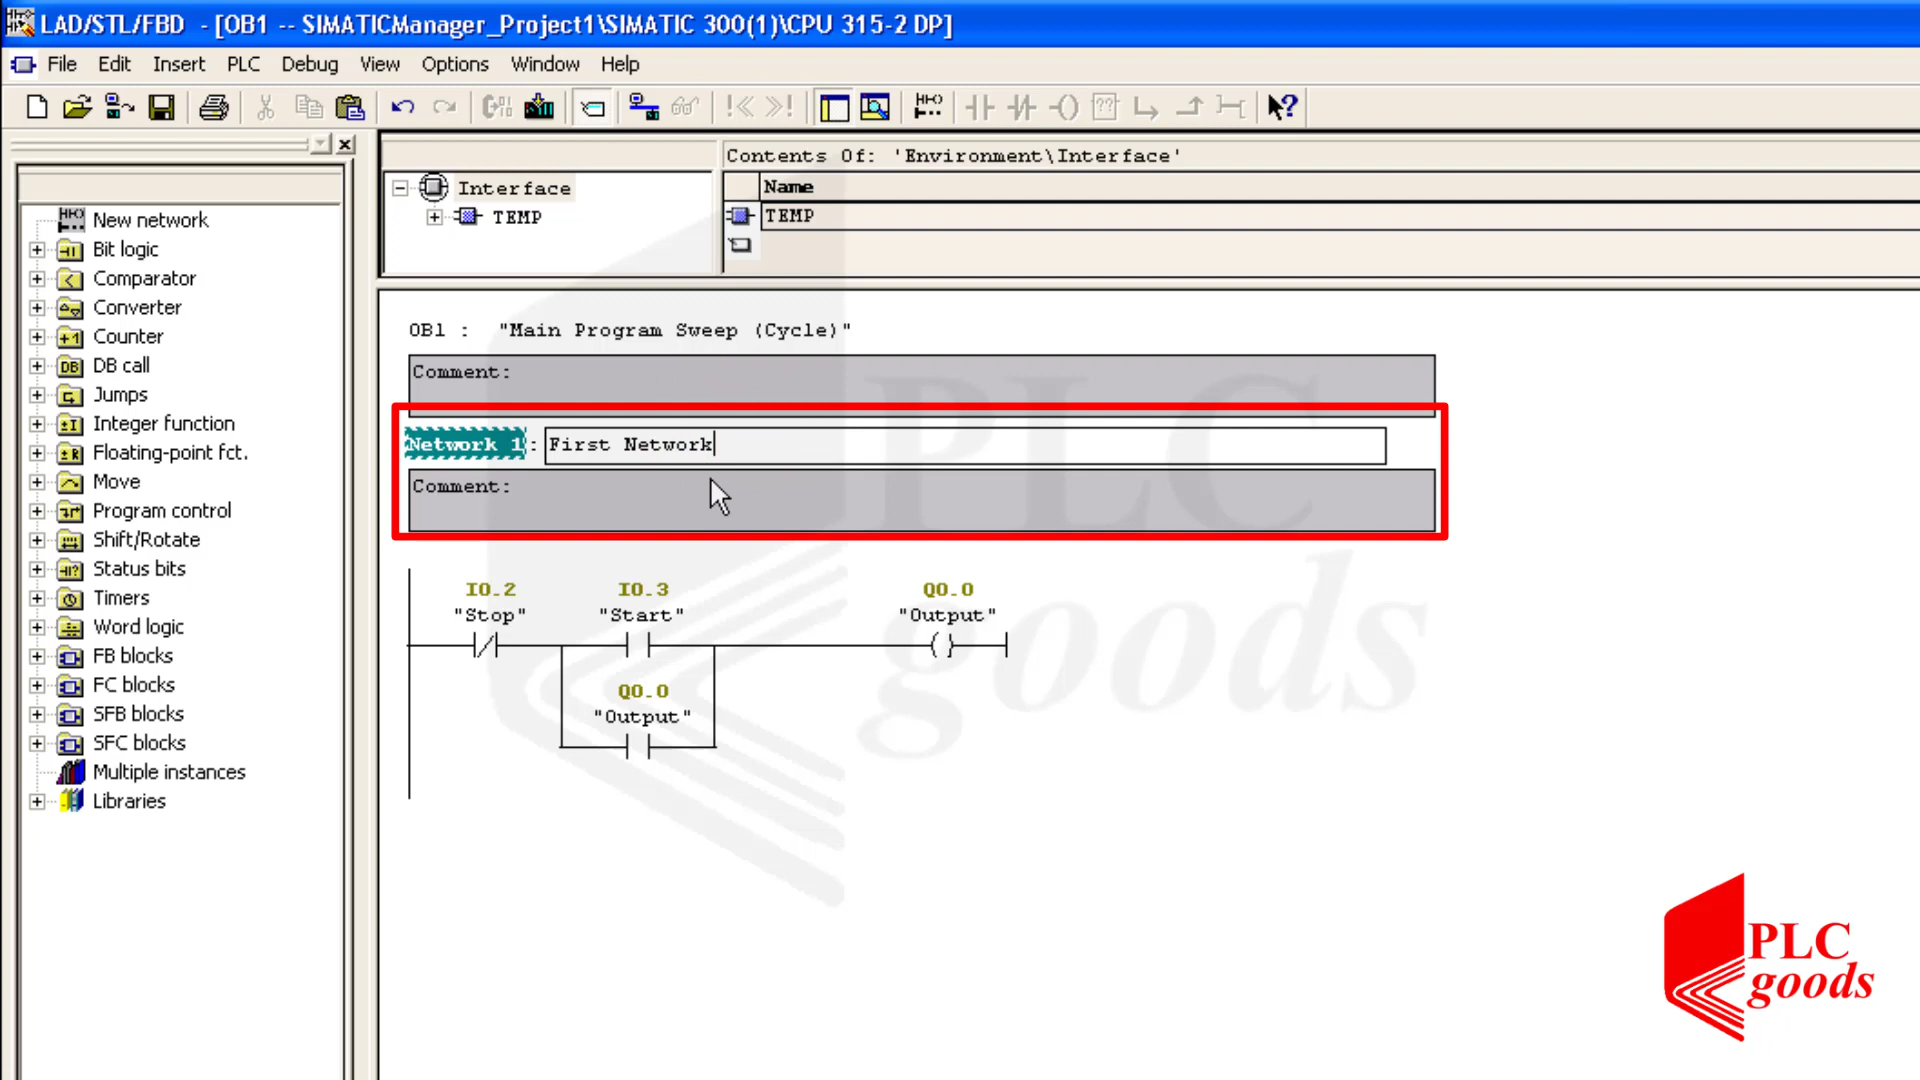 LAD/STL/FBD - [OB1 -- SIMATICManager_Project1\SIMATIC 300(1)\CPU 315-2 DP]
File Edit Insert PLC Debug View Options Window Help
Contents Of: 'Environment\Interface'
Interface
Name
TEMP
TEMP
New network
Bit logic
Comparator
Converter
Counter
DB call
Jumps
Integer function
Floating-point fct.
Move
Program control
Shift/Rotate
Status bits
Timers
Word logic
FB blocks
FC blocks
SFB blocks
SFC blocks
Multiple instances
Libraries
OB1 : "Main Program Sweep (Cycle)"
Comment:
Network 1: First Network
Comment:
I0.2 I0.3 Q0.0
"Stop" "Start" "Output"
Q0.0
"Output"
PLC
goods
PLC
goods